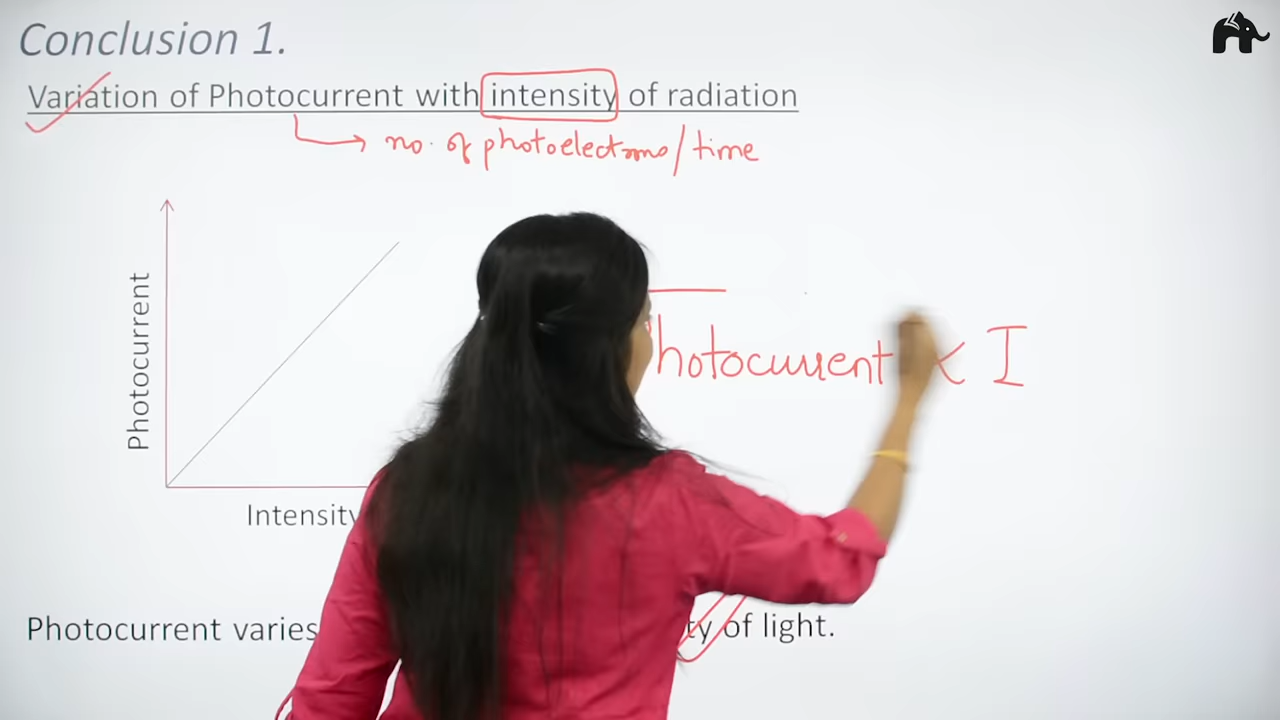 Conclusion 1.
Variation of Photocurrent with intensity of radiation
no. of photoelectrons/time
Photocurrent
hotocurrent ∝ I
Intensity
Photocurrent varies
ty of light.